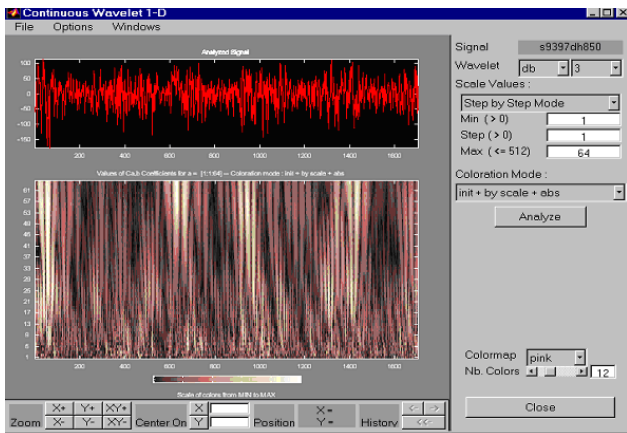 Continuous Wavelet 1-D
File Options Windows
Analyzed Signal
100
50
0
-50
-100
-150
200 400 600 800 1000 1200 1400 1600
Values of Ca,b Coefficients for a = [1:1:64] -- Coloration mode : init + by scale + abs
61
57
53
49
45
41
37
33
29
25
21
17
13
9
5
1
200 400 600 800 1000 1200 1400 1600
Scale of colors from MIN to MAX
Signal s9397dh850
Wavelet db 3
Scale Values :
Step by Step Mode
Min ( > 0) 1
Step ( > 0) 1
Max ( <= 512) 64
Coloration Mode :
init + by scale + abs
Analyze
Colormap pink
Nb. Colors 12
Close
X+ Y+ XY+ X <- ->
Zoom X- Y- XY- Center On Y Position X = Y = History <<-